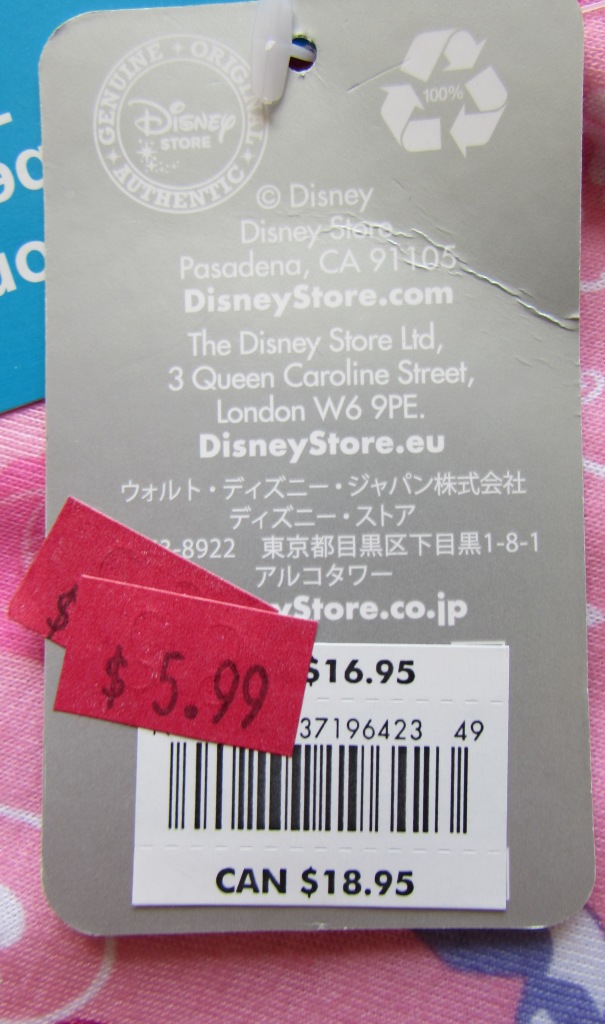 GENUINE • ORIGINAL • AUTHENTIC •
Disney
STORE
100%
© Disney
Disney Store
Pasadena, CA 91105
DisneyStore.com
The Disney Store Ltd,
3 Queen Caroline Street,
London W6 9PE.
DisneyStore.eu
ウォルト・ディズニー・ジャパン株式会社
ディズニー・ストア
3-8922 東京都目黒区下目黒1-8-1
アルコタワー
yStore.co.jp
$
$ 5.99
$16.95
37196423 49
CAN $18.95